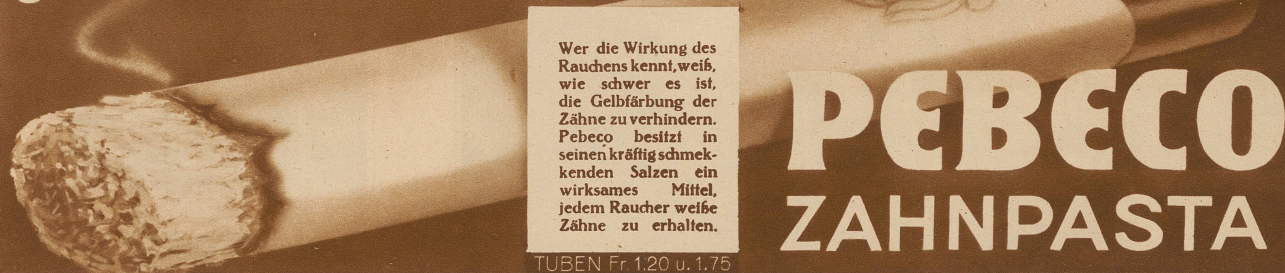 Wer die Wirkung des
Rauchens kennt, weiß,
wie schwer es ist,
die Gelbfärbung der
Zähne zu verhindern.
Pebeco besitzt in
seinen kräftig schmek-
kenden Salzen ein
wirksames Mittel,
jedem Raucher weiße
Zähne zu erhalten.
TUBEN Fr. 1.20 u. 1.75
PEBECO
ZAHNPASTA